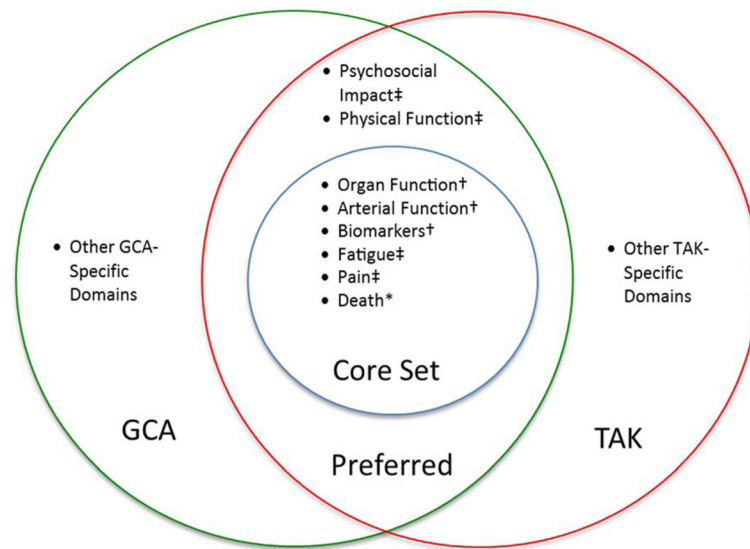 • Psychosocial
Impact‡
• Physical Function‡
• Organ Function†
• Arterial Function†
• Biomarkers†
• Fatigue‡
• Pain‡
• Death*
Core Set
• Other GCA-
Specific
Domains
• Other TAK-
Specific
Domains
GCA
TAK
Preferred